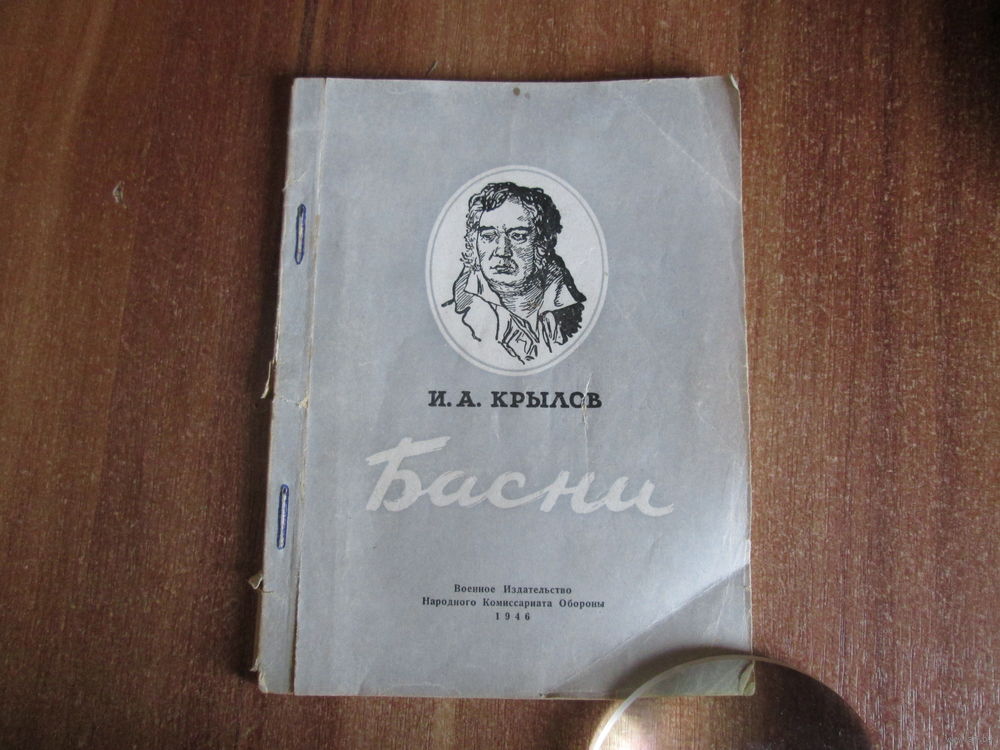 И. А. КРЫЛОВ
Басни
Военное Издательство
Народного Комиссариата Обороны
1946